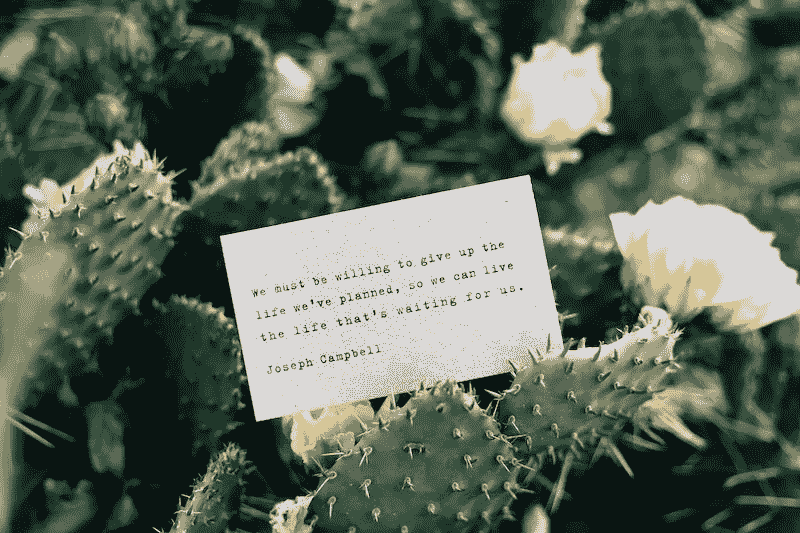 We must be willing to give up the
life we've planned, so we can live
the life that's waiting for us.
Joseph Campbell